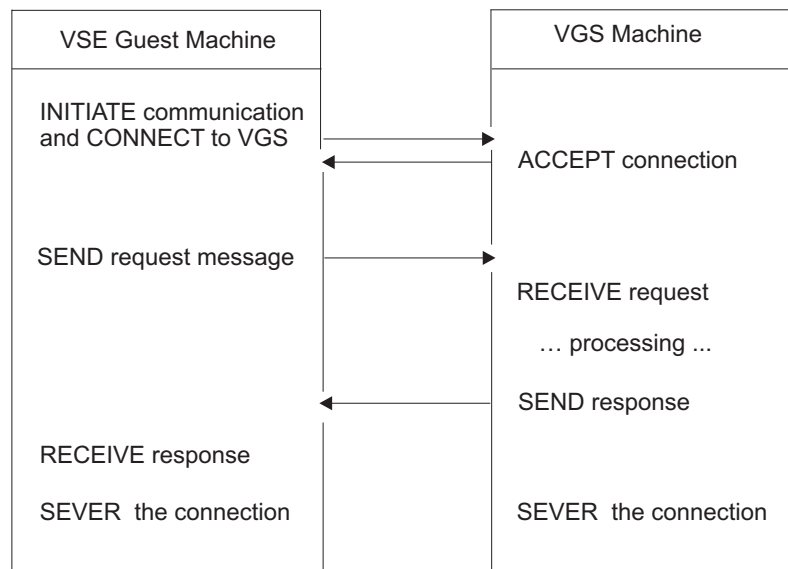 VSE Guest Machine
VGS Machine
INITIATE communication
and CONNECT to VGS
ACCEPT connection
SEND request message
RECEIVE request
… processing ...
SEND response
RECEIVE response
SEVER the connection
SEVER the connection